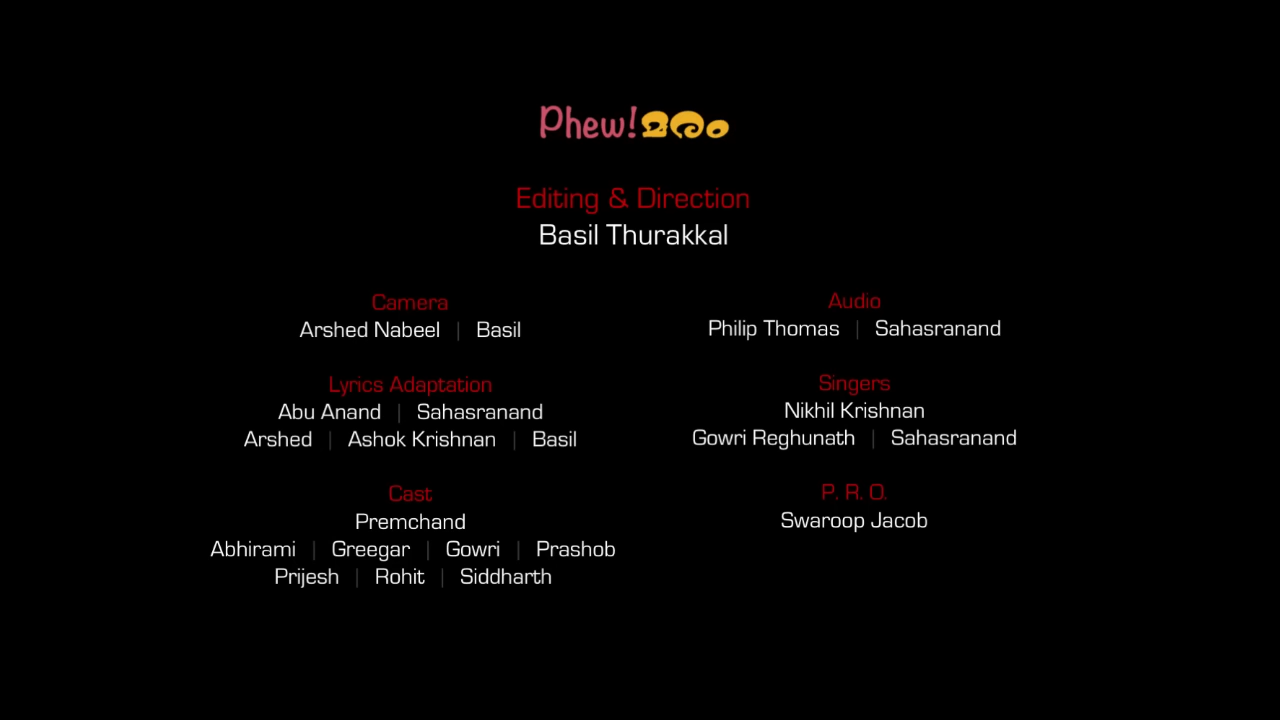 Phew!മരം
Editing & Direction
Basil Thurakkal
Camera
Arshed Nabeel | Basil
Lyrics Adaptation
Abu Anand | Sahasranand
Arshed | Ashok Krishnan | Basil
Cast
Premchand
Abhirami | Greegar | Gowri | Prashob
Prijesh | Rohit | Siddharth
Audio
Philip Thomas | Sahasranand
Singers
Nikhil Krishnan
Gowri Reghunath | Sahasranand
P. R. O.
Swaroop Jacob